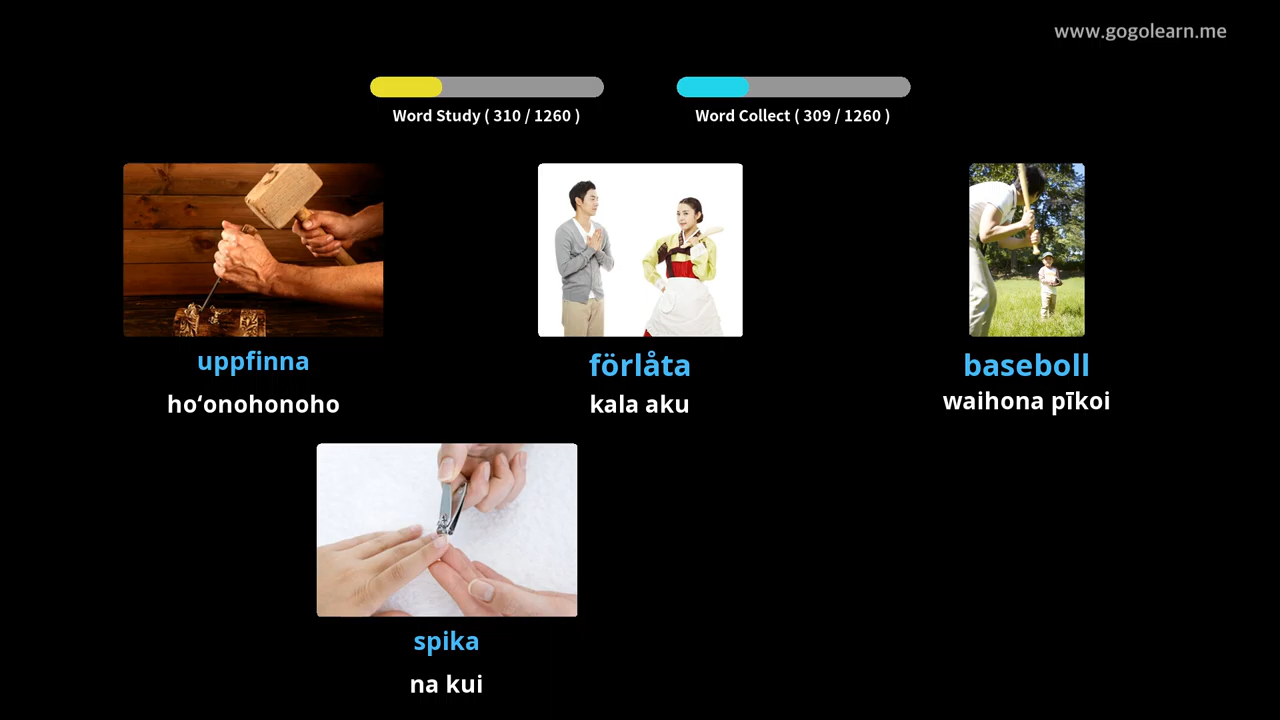 www.gogolearn.me
Word Study ( 310 / 1260 )
Word Collect ( 309 / 1260 )
uppfinna
hoʻonohonoho
förlåta
kala aku
baseboll
waihona pīkoi
spika
na kui